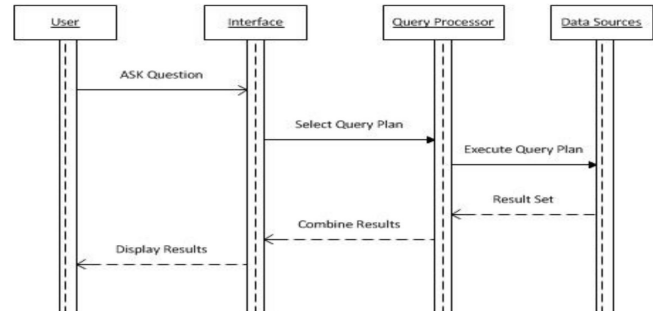 User
Interface
Query Processor
Data Sources
ASK Question
Select Query Plan
Execute Query Plan
Result Set
Combine Results
Display Results